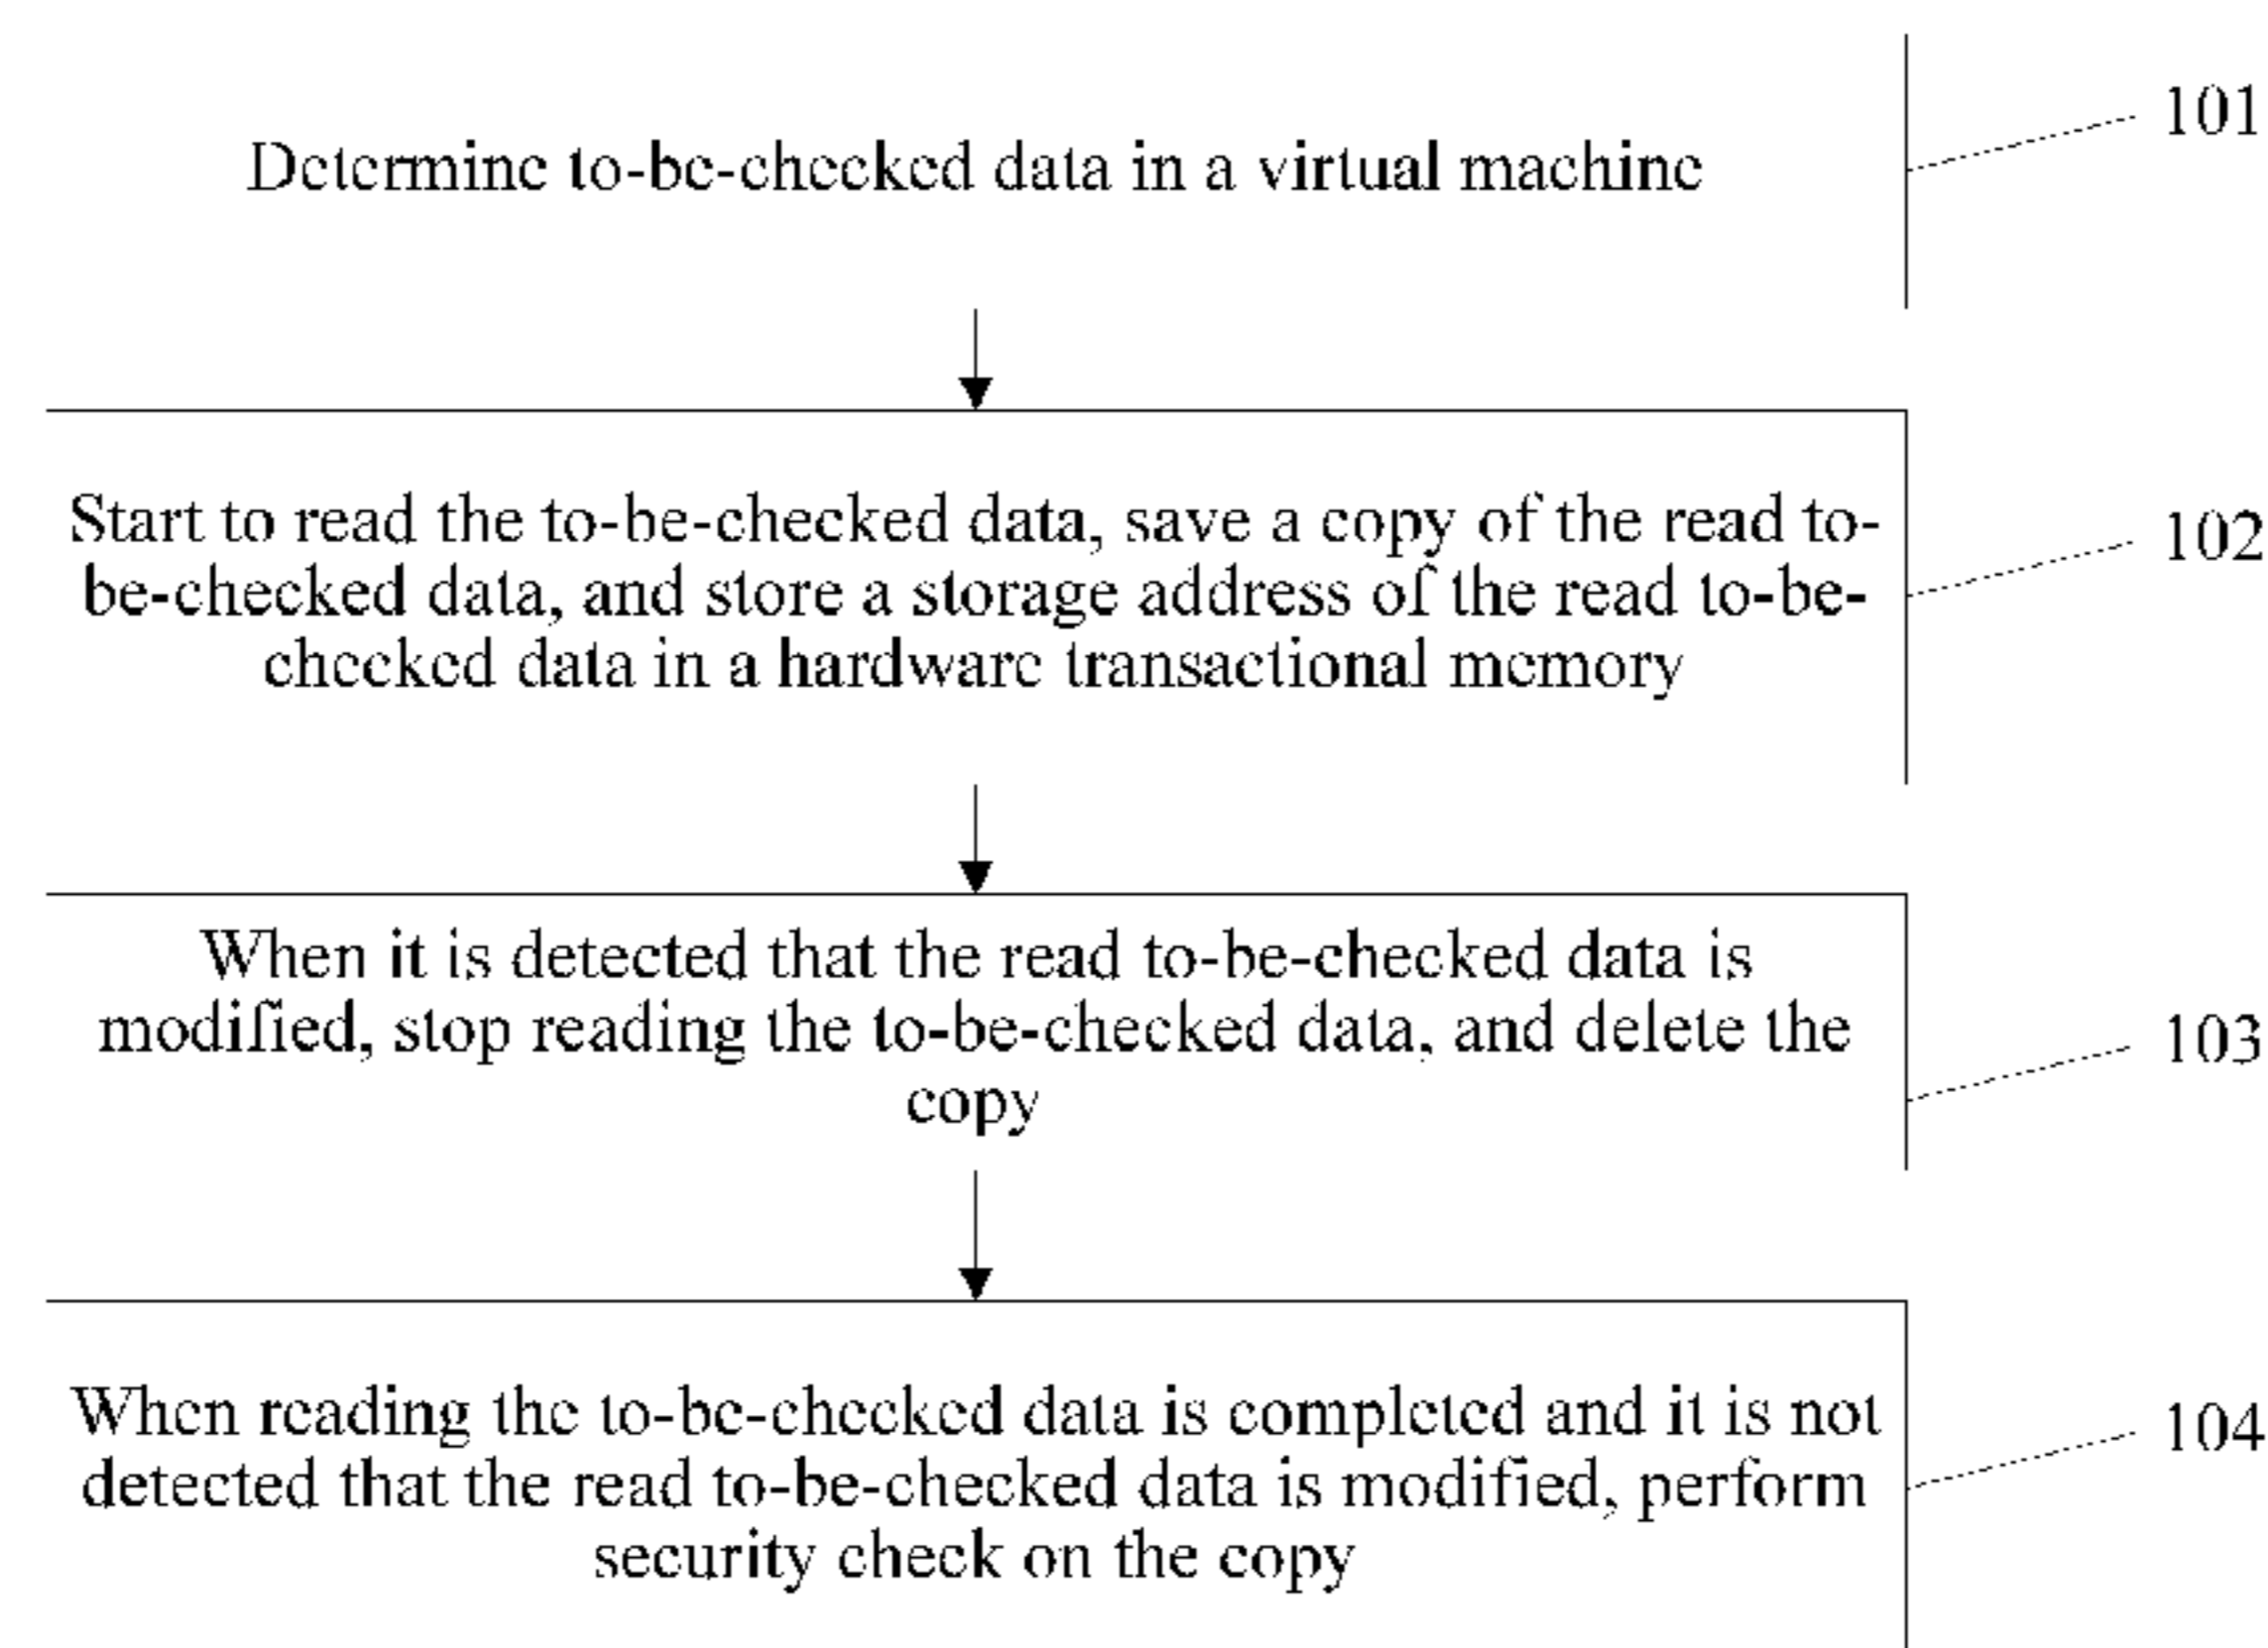 Determine to-be-checked data in a virtual machine
101
Start to read the to-be-checked data, save a copy of the read to-
be-checked data, and store a storage address of the read to-be-
checked data in a hardware transactional memory
102
When it is detected that the read to-be-checked data is
modified, stop reading the to-be-checked data, and delete the
copy
103
When reading the to-be-checked data is completed and it is not
detected that the read to-be-checked data is modified, perform
security check on the copy
104